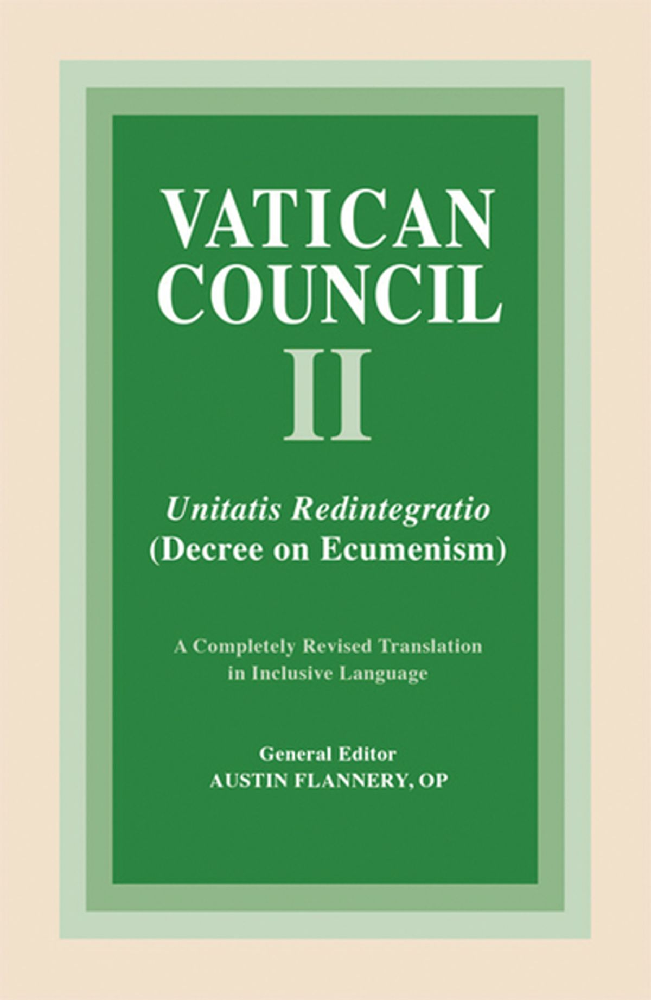 VATICAN
COUNCIL
II
Unitatis Redintegratio
(Decree on Ecumenism)
A Completely Revised Translation
in Inclusive Language
General Editor
AUSTIN FLANNERY, OP